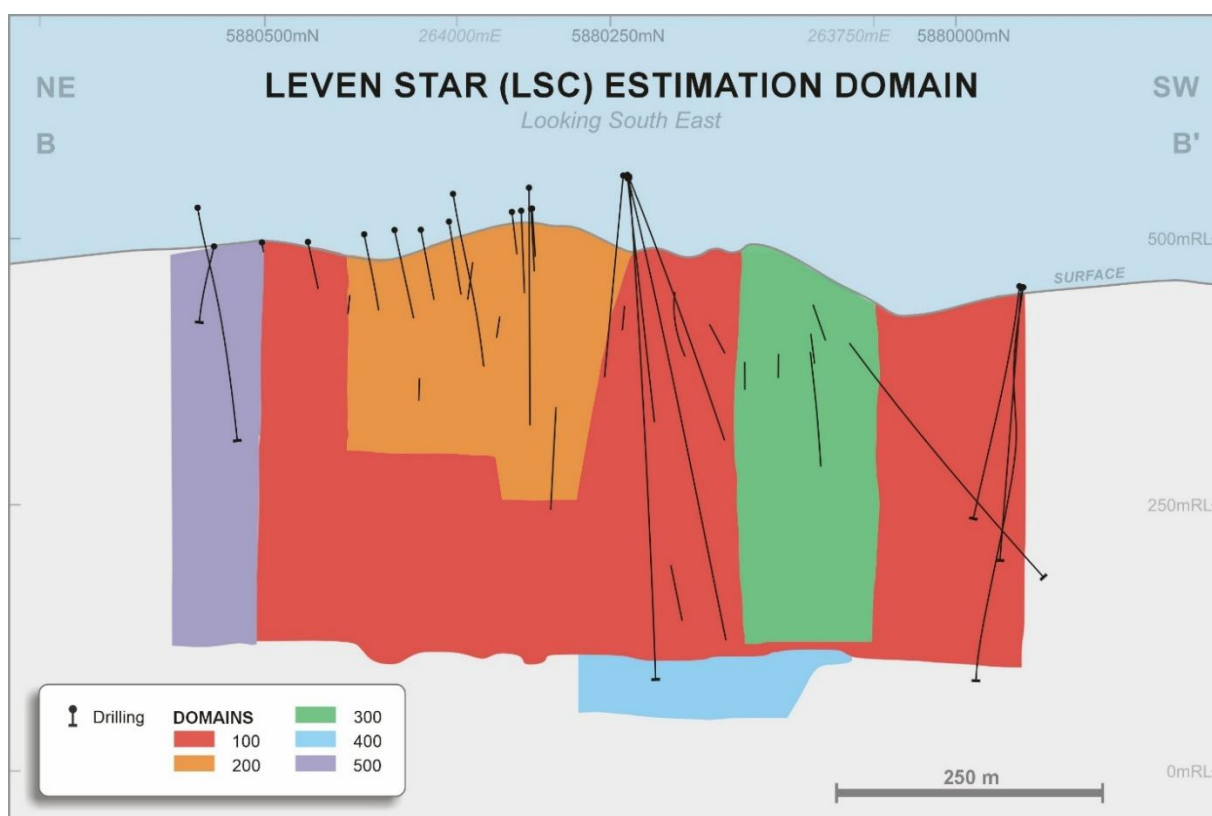 5880500mN 264000mE 5880250mN 263750mE 5880000mN
LEVEN STAR (LSC) ESTIMATION DOMAIN
NE SW
Looking South East
B B'
500mRL
SURFACE
250mRL
Drilling DOMAINS 300
100 400
200 500
250 m
0mRL